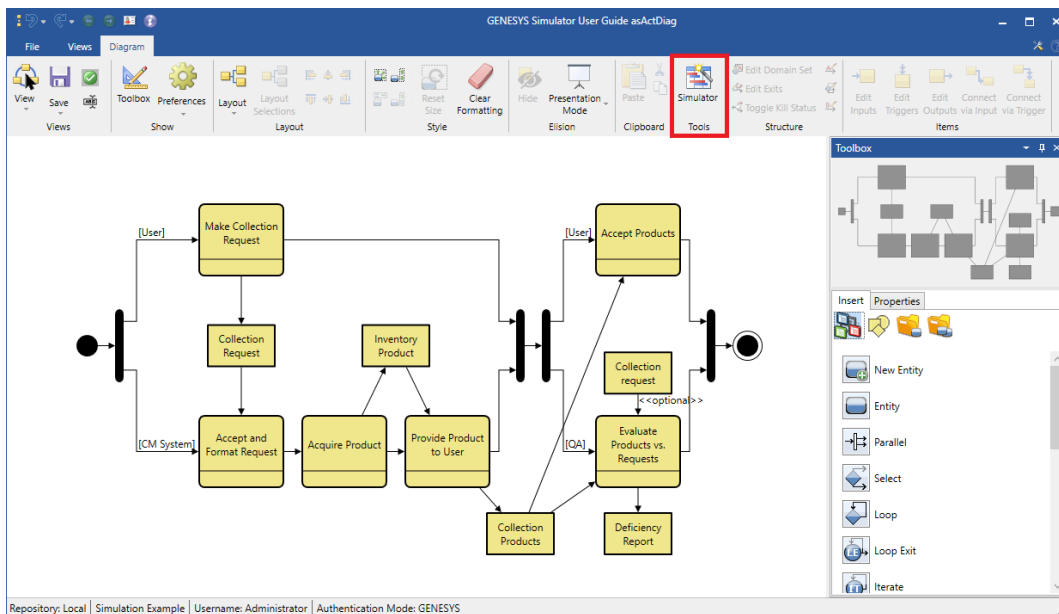 GENESYS Simulator User Guide asActDiag
File Views Diagram
View Save Toolbox Preferences Layout Layout Selections Reset Size Clear Formatting Hide Presentation Mode Paste Simulator Edit Domain Set Edit Exits Toggle Kill Status Edit Inputs Edit Triggers Edit Outputs Connect via Input Connect via Trigger
Views Show Layout Style Elision Clipboard Tools Structure Items
Toolbox
Make Collection
Request
[User]
[User]
Accept Products
Insert Properties
Collection
Request
Inventory
Product
Collection
request
<<optional>>
New Entity
Entity
[CM System]
Accept and
Format Request
Acquire Product
Provide Product
to User
[QA]
Evaluate
Products vs.
Requests
Parallel
Select
Loop
Collection
Products
Deficiency
Report
Loop Exit
Iterate
Repository: Local Simulation Example Username: Administrator Authentication Mode: GENESYS